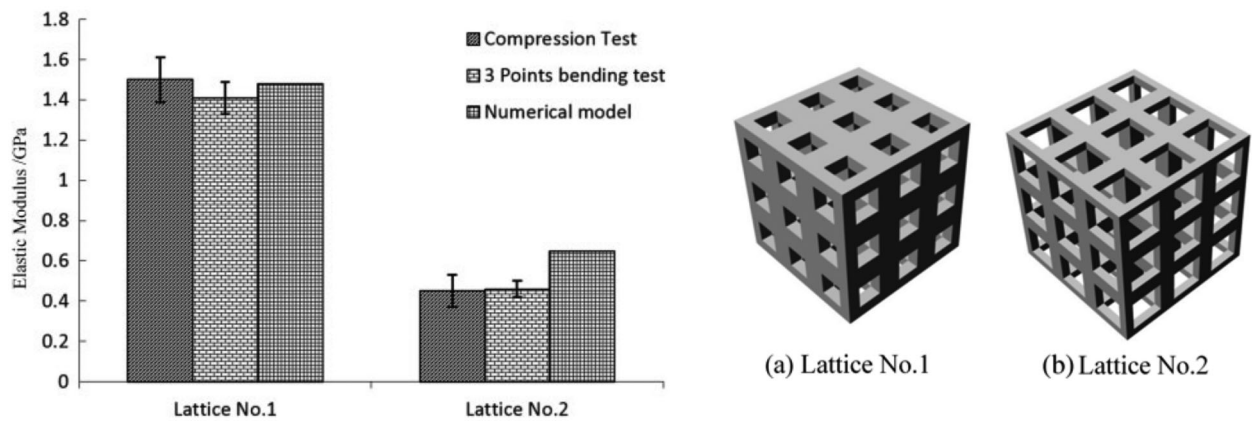 1.8
1.6
1.4
1.2
1
0.8
0.6
0.4
0.2
0
Elastic Modulus /GPa
Compression Test
3 Points bending test
Numerical model
Lattice No.1
Lattice No.2
(a) Lattice No.1
(b) Lattice No.2